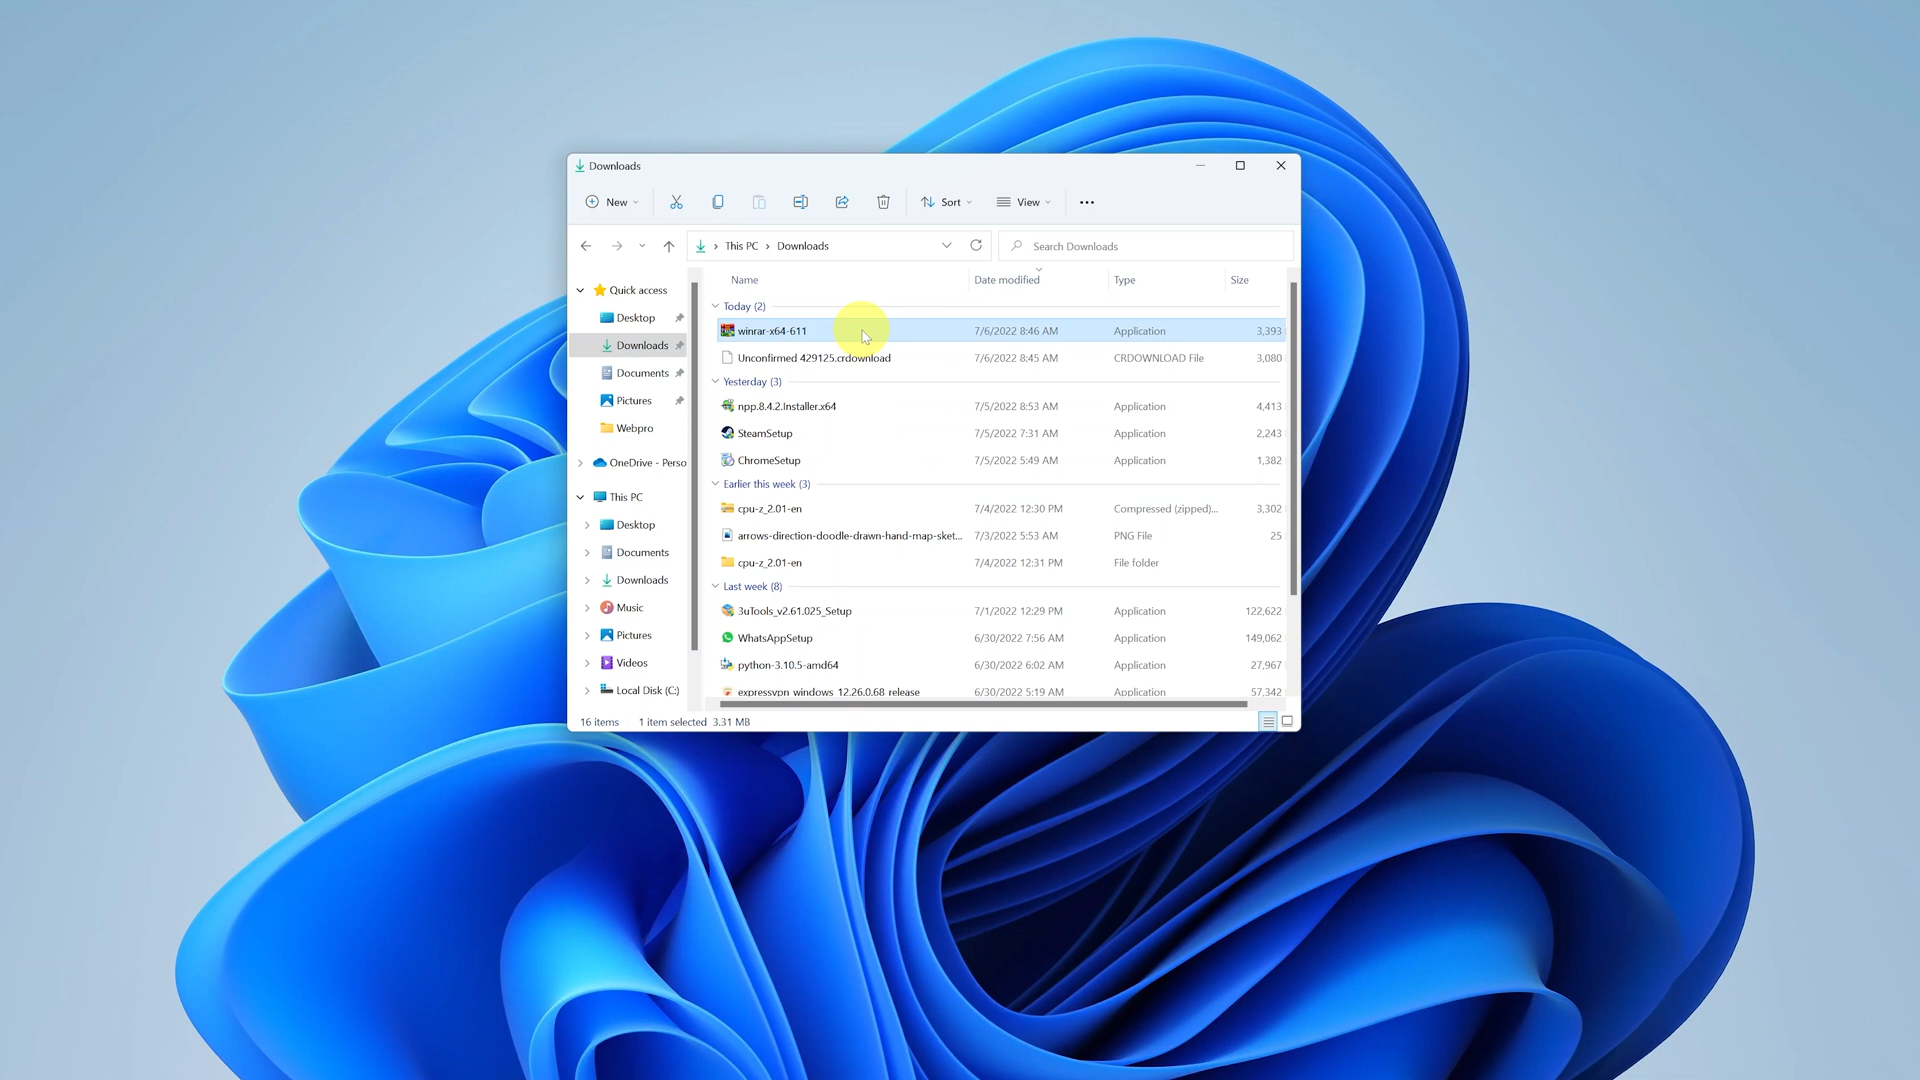 Downloads
New
Sort
View
This PC > Downloads
Search Downloads
Name Date modified Type Size
Quick access
Desktop
Downloads
Documents
Pictures
Webpro
OneDrive - Perso
This PC
Desktop
Documents
Downloads
Music
Pictures
Videos
Local Disk (C:)
Today (2)
winrar-x64-611 7/6/2022 8:46 AM Application 3,393
Unconfirmed 429125.crdownload 7/6/2022 8:45 AM CRDOWNLOAD File 3,080
Yesterday (3)
npp.8.4.2.Installer.x64 7/5/2022 8:53 AM Application 4,413
SteamSetup 7/5/2022 7:31 AM Application 2,243
ChromeSetup 7/5/2022 5:49 AM Application 1,382
Earlier this week (3)
cpu-z_2.01-en 7/4/2022 12:30 PM Compressed (zipped)... 3,302
arrows-direction-doodle-drawn-hand-map-sket... 7/3/2022 5:53 AM PNG File 25
cpu-z_2.01-en 7/4/2022 12:31 PM File folder
Last week (8)
3uTools_v2.61.025_Setup 7/1/2022 12:29 PM Application 122,622
WhatsAppSetup 6/30/2022 7:56 AM Application 149,062
python-3.10.5-amd64 6/30/2022 6:02 AM Application 27,967
expressvpn_windows_12.26.0.68_release 6/30/2022 5:19 AM Application 57,342
16 items 1 item selected 3.31 MB